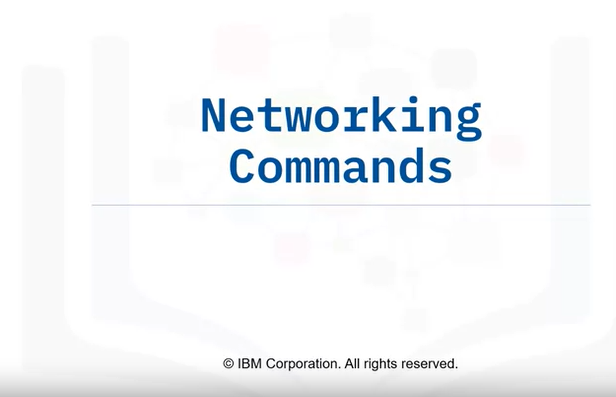 Networking
Commands
© IBM Corporation. All rights reserved.